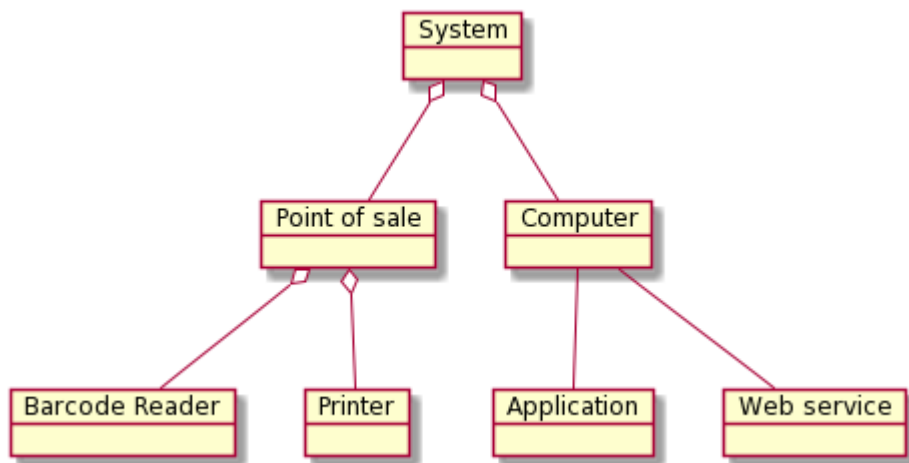 System
Point of sale
Computer
Barcode Reader
Printer
Application
Web service